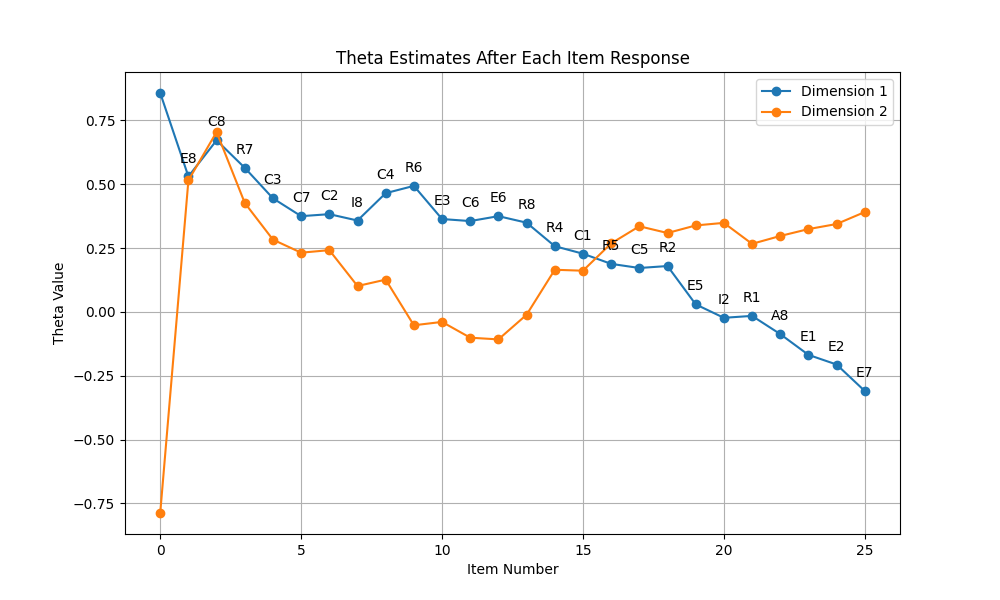 Theta Estimates After Each Item Response
Dimension 1
Dimension 2
Theta Value
0.75
0.50
0.25
0.00
−0.25
−0.50
−0.75
E8
C8
R7
C3
C7
C2
I8
C4
R6
E3
C6
E6
R8
R4
C1
R5
C5
R2
E5
I2
R1
A8
E1
E2
E7
0
5
10
15
20
25
Item Number